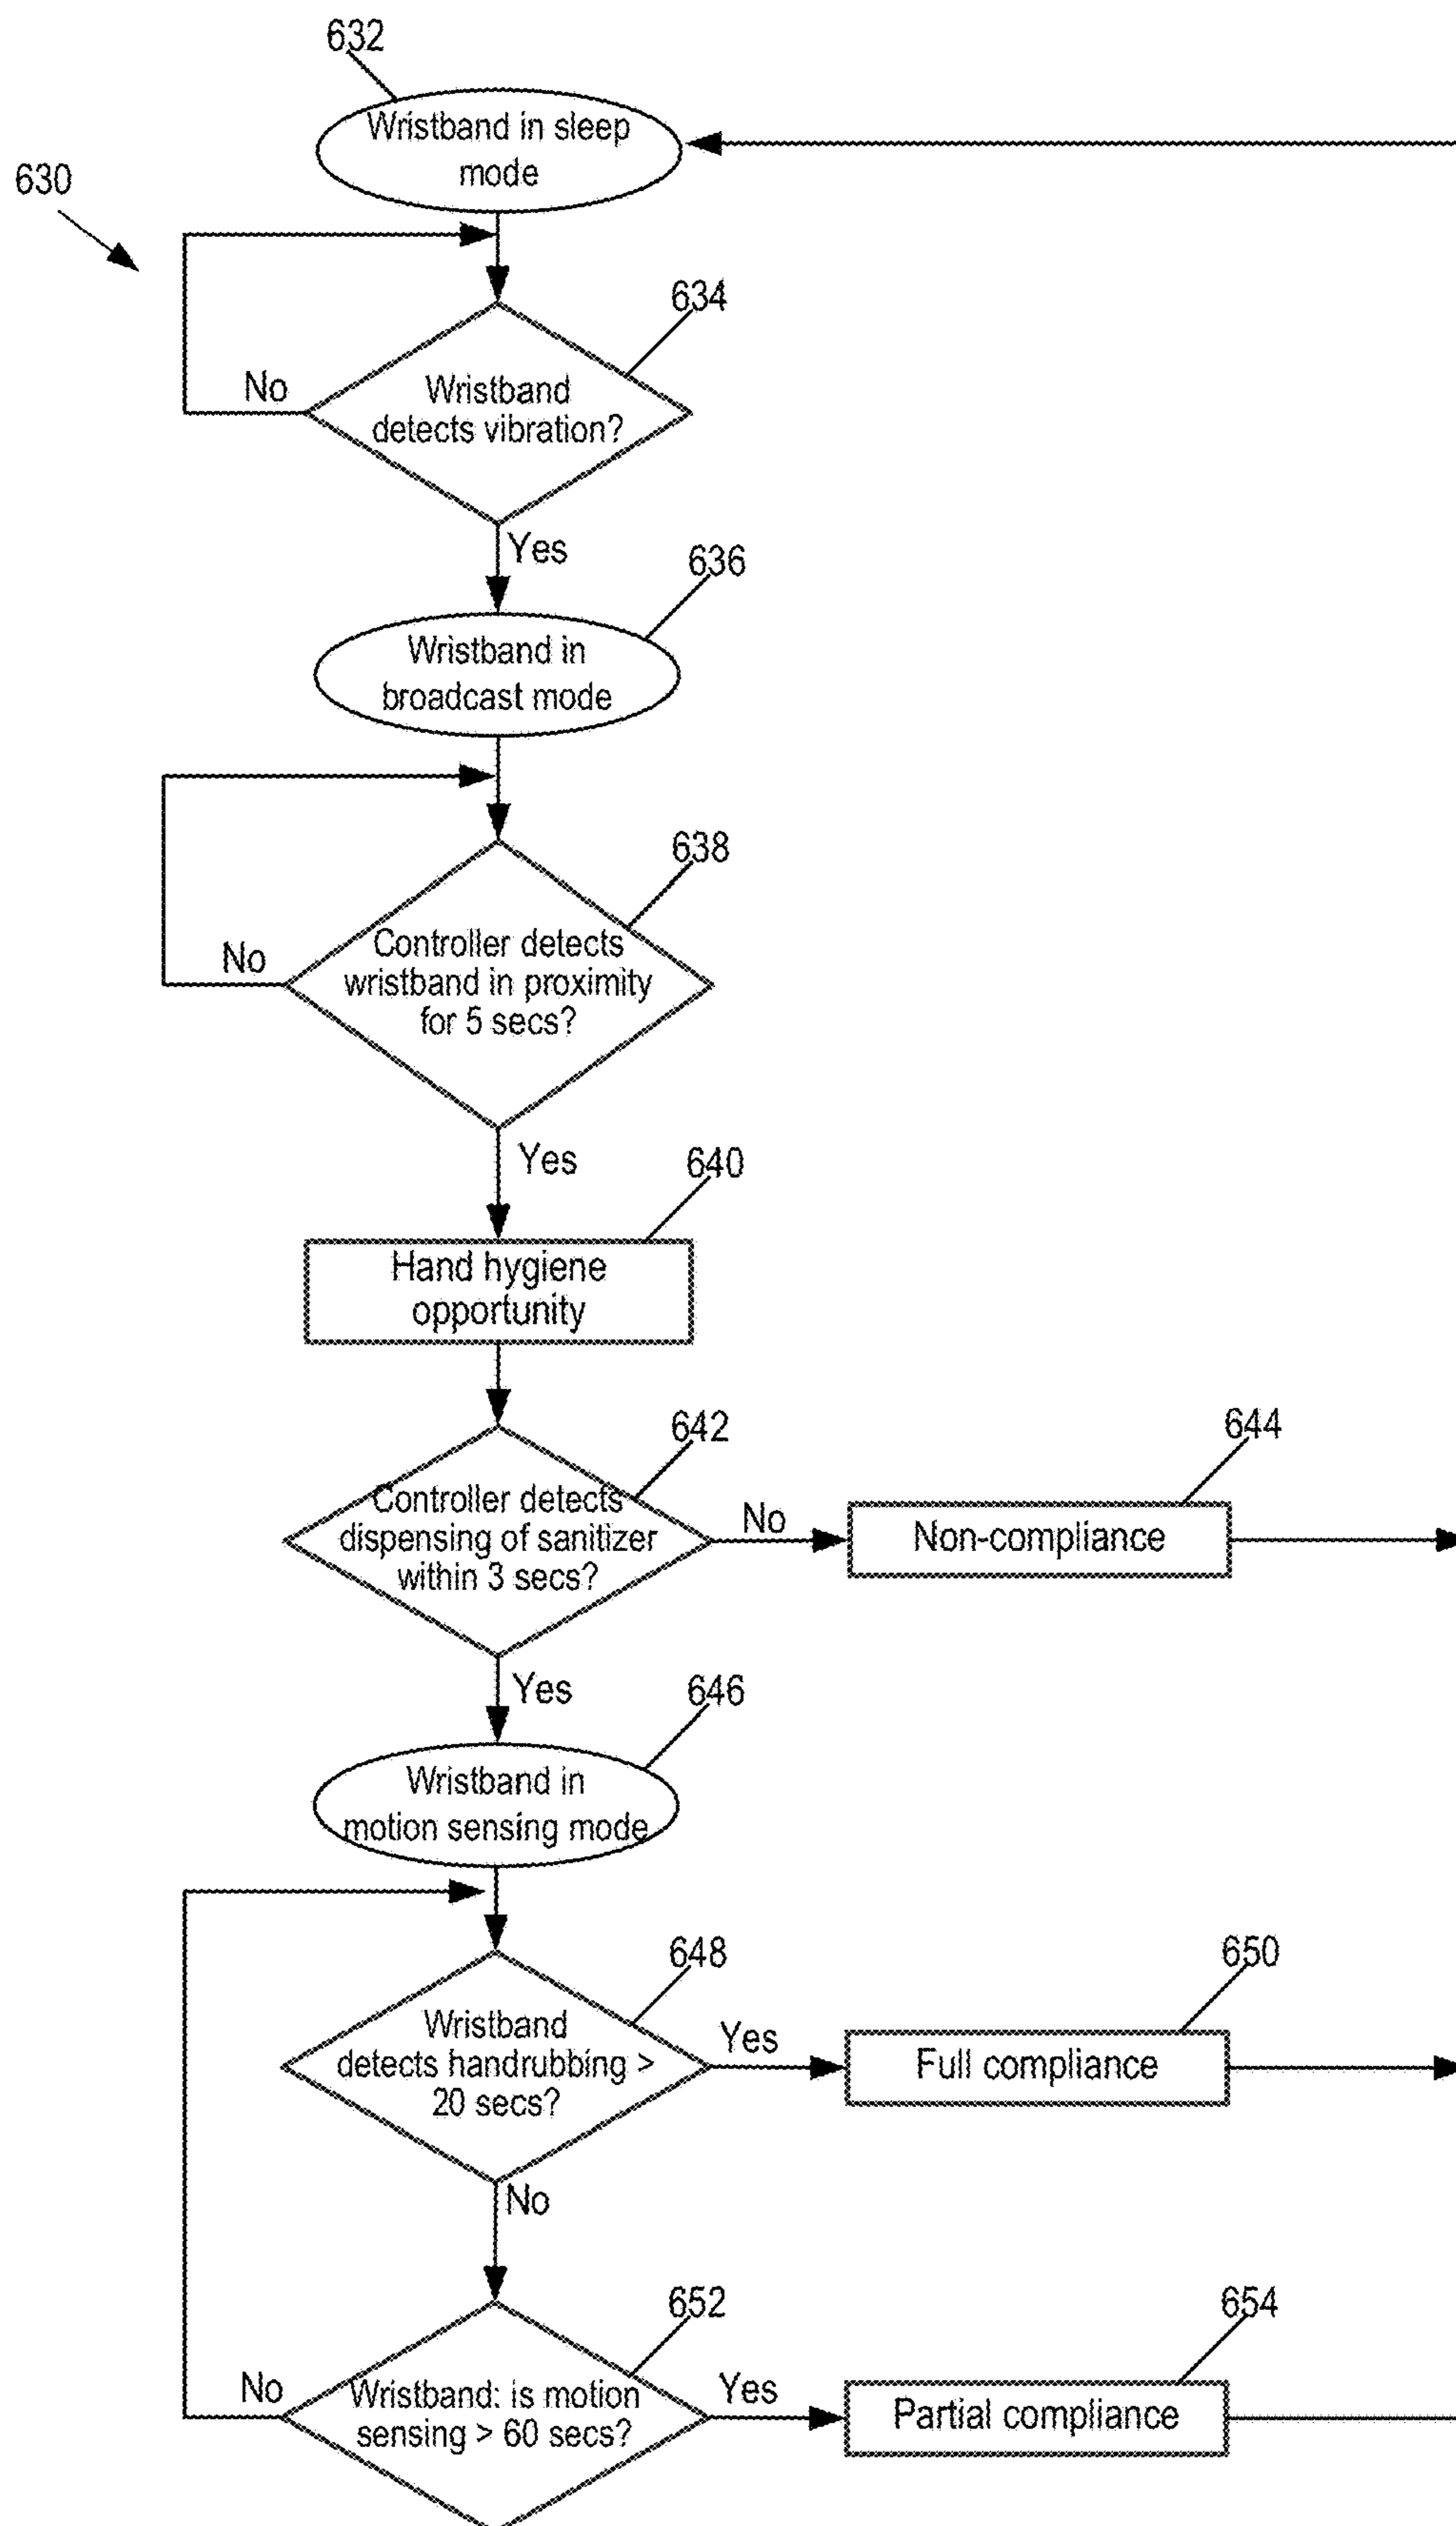 632
Wristband in sleep
mode
630
634
Wristband
detects vibration?
No
Yes
636
Wristband in
broadcast mode
638
Controller detects
wristband in proximity
for 5 secs?
No
Yes
640
Hand hygiene
opportunity
642
Controller detects
dispensing of sanitizer
within 3 secs?
No
644
Non-compliance
Yes
646
Wristband in
motion sensing mode
648
Wristband
detects handrubbing >
20 secs?
Yes
650
Full compliance
No
652
Wristband: is motion
sensing > 60 secs?
No
Yes
654
Partial compliance